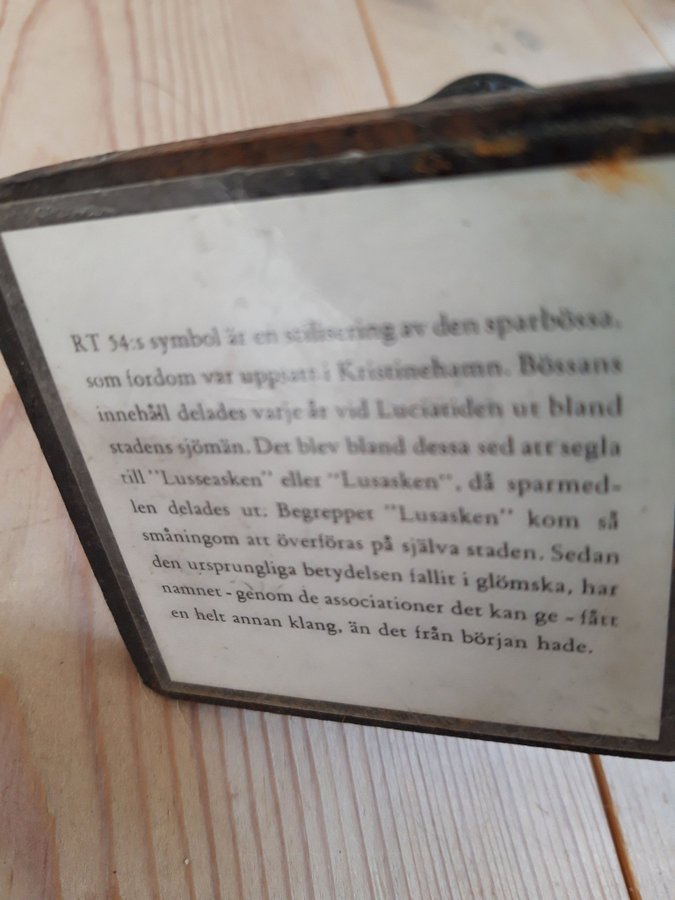 RT 54:s symbol är en stilisering av den sparbössa,
som fordom var uppsatt i Kristinehamn. Bössans
innehåll delades varje år vid Luciatiden ut bland
stadens sjömän. Det blev bland dessa sed att segla
till "Lusseasken" eller "Lusasken", då sparmed-
len delades ut. Begreppet "Lusasken" kom så
småningom att överföras på själva staden. Sedan
den ursprungliga betydelsen fallit i glömska, har
namnet - genom de associationer det kan ge - fått
en helt annan klang, än det från början hade.